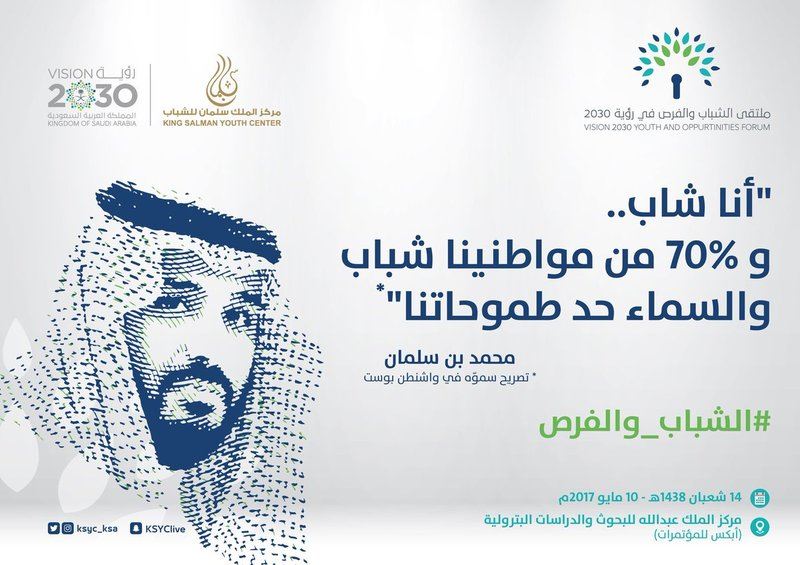 VISION رؤيــة
2030
المملكة العربية السعودية
KINGDOM OF SAUDI ARABIA
مركز الملك سلمان للشباب
KING SALMAN YOUTH CENTER
ملتقى الشباب والفرص في رؤية 2030
VISION 2030 YOUTH AND OPPURTINITIES FORUM
"أنا شاب..
و 70% من مواطنينا شباب
والسماء حد طموحاتنا"*
محمد بن سلمان
* تصريح سموّه في واشنطن بوست
#الشباب_والفرص
14 شعبان 1438هـ - 10 مايو 2017م
مركز الملك عبدالله للبحوث والدراسات البترولية
(أبكس للمؤتمرات)
ksyc_ksa KSYClive